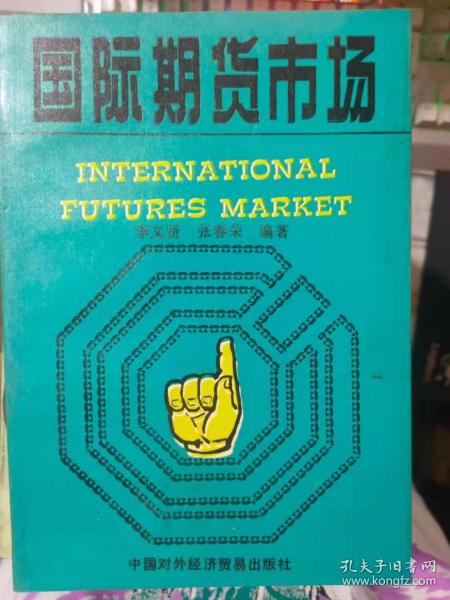 国际期货市场
INTERNATIONAL
FUTURES MARKET
李文贤 张春荣 编著
中国对外经济贸易出版社
孔夫子旧书网
www.kongfz.com